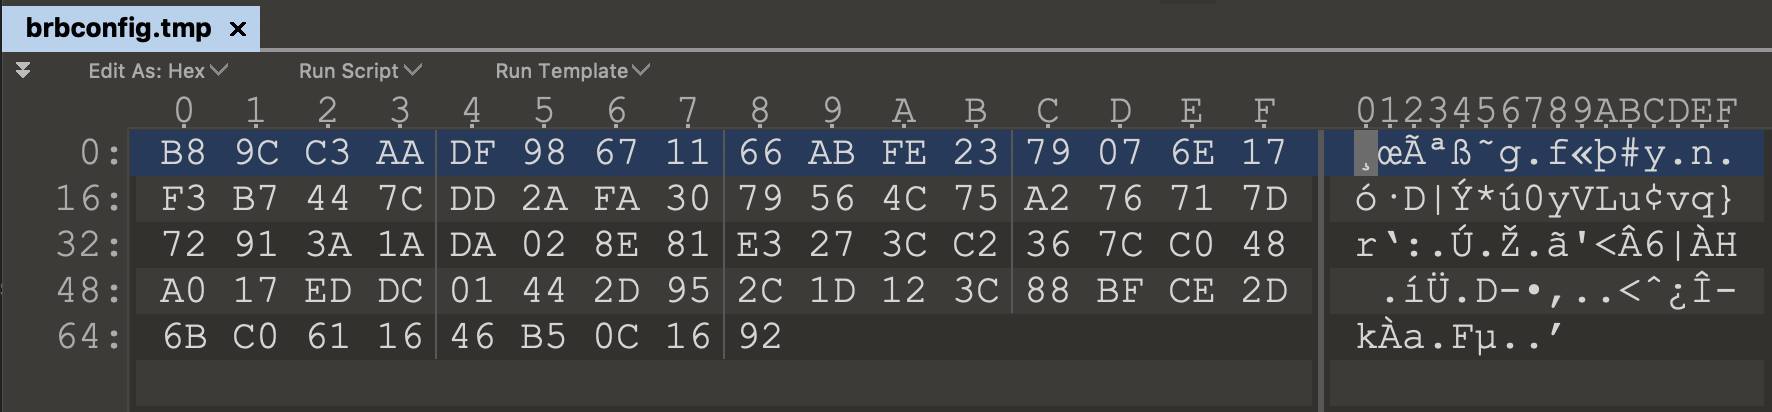 brbconfig.tmp ×
Edit As: Hex Run Script Run Template
0 1 2 3 4 5 6 7 8 9 A B C D E F 0123456789ABCDEF
0: B8 9C C3 AA DF 98 67 11 66 AB FE 23 79 07 6E 17 ¸œÃªß˜g.f«þ#y.n.
16: F3 B7 44 7C DD 2A FA 30 79 56 4C 75 A2 76 71 7D ó·D|Ý*ú0yVLu¢vq}
32: 72 91 3A 1A DA 02 8E 81 E3 27 3C C2 36 7C C0 48 r‘:.Ú.Ž.ã'<Â6|ÀH
48: A0 17 ED DC 01 44 2D 95 2C 1D 12 3C 88 BF CE 2D .íÜ.D-•,..<ˆ¿Î-
64: 6B C0 61 16 46 B5 0C 16 92 kÀa.Fµ..’